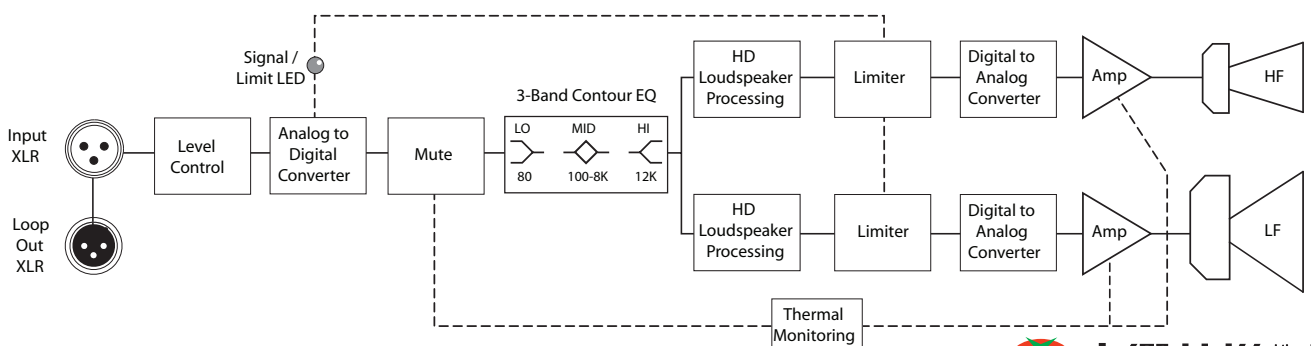 Signal /
Limit LED
Input
XLR
Loop
Out
XLR
Level
Control
Analog to
Digital
Converter
Mute
3-Band Contour EQ
LO MID HI
80 100-8K 12K
HD
Loudspeaker
Processing
Limiter
Digital to
Analog
Converter
Amp
HF
HD
Loudspeaker
Processing
Limiter
Digital to
Analog
Converter
Amp
LF
Thermal
Monitoring